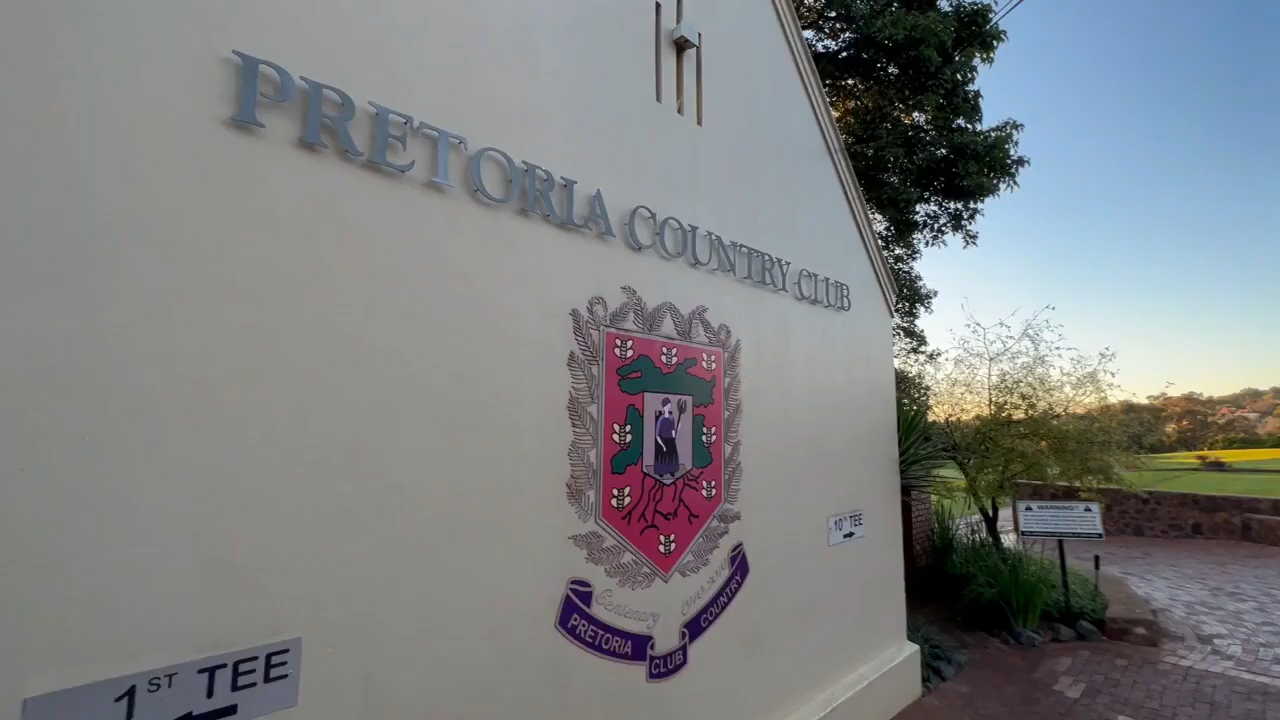 PRETORIA COUNTRY CLUB
Centenary
PRETORIA CLUB COUNTRY
10TH TEE
WARNING!!
1ST TEE